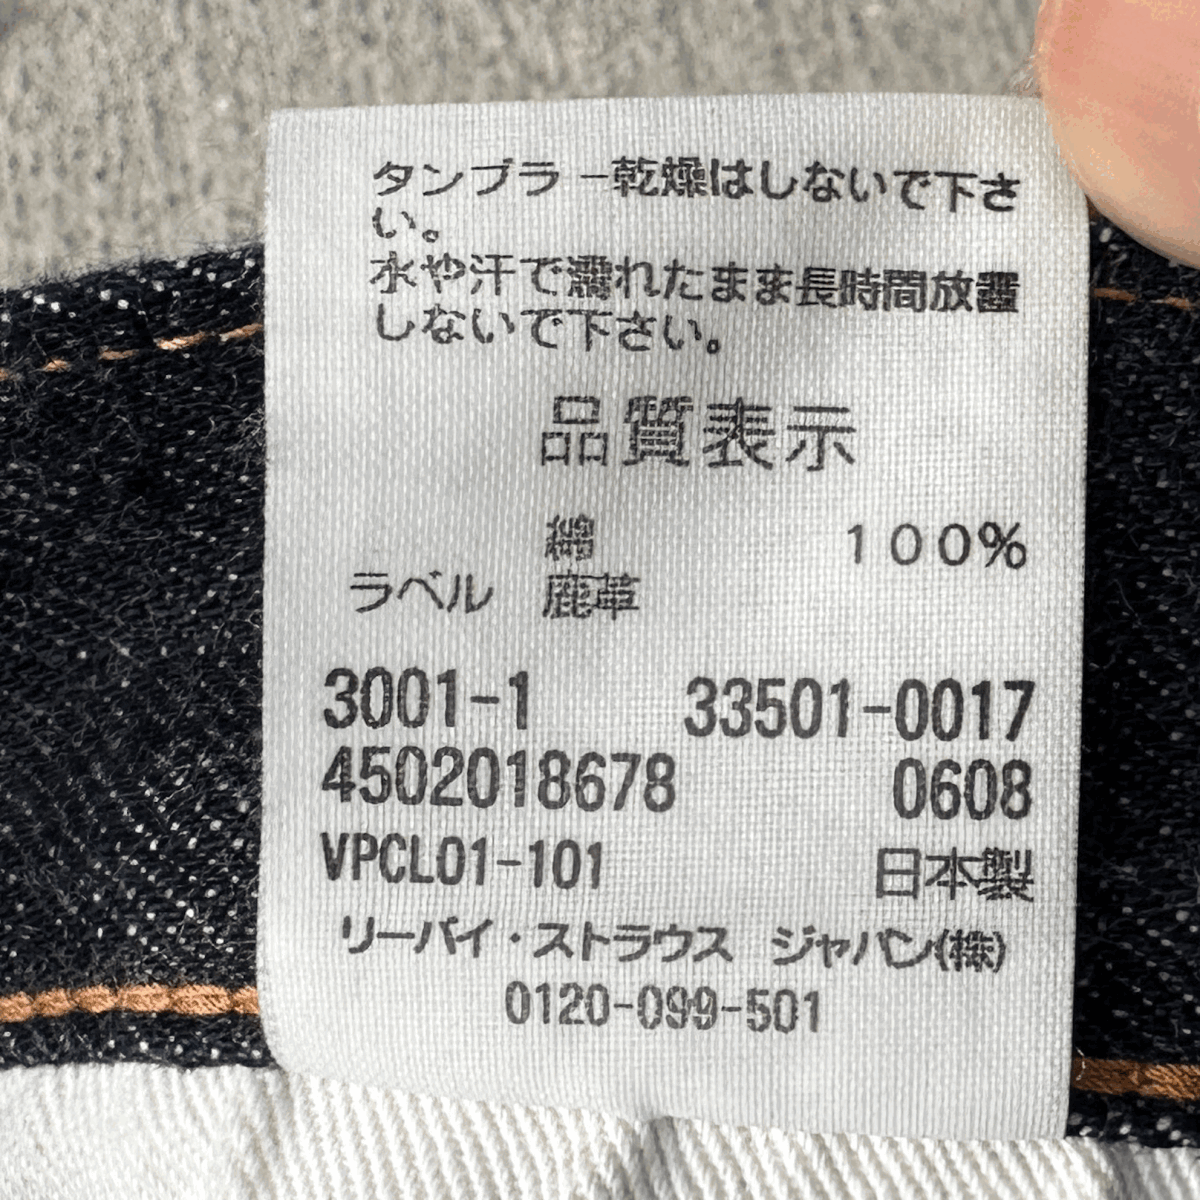 タンブラー乾燥はしないで下さ
い。
水や汗で濡れたまま長時間放置
しないで下さい。
品質表示
綿 100%
ラベル 鹿革
3001-1 33501-0017
4502018678 0608
VPCL01-101 日本製
リーバイ・ストラウス ジャパン(株)
0120-099-501